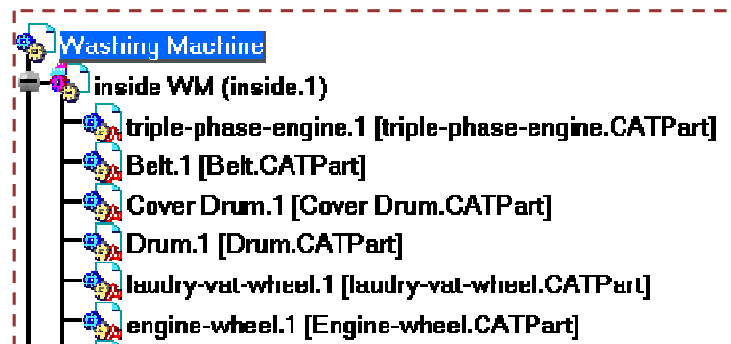 Washing Machine
inside WM (inside.1)
triple-phase-engine.1 [triple-phase-engine.CATPart]
Belt.1 [Belt.CATPart]
Cover Drum.1 [Cover Drum.CATPart]
Drum.1 [Drum.CATPart]
laudry-vat-wheel.1 [laudry-vat-wheel.CATPart]
engine-wheel.1 [Engine-wheel.CATPart]